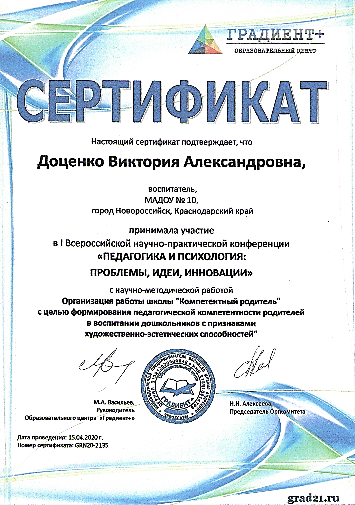 ГРАДИЕНТ+
ОБРАЗОВАТЕЛЬНЫЙ ЦЕНТР
СЕРТИФИКАТ
Настоящий сертификат подтверждает, что
Доценко Виктория Александровна,
воспитатель,
МАДОУ № 10,
город Новороссийск, Краснодарский край
принимала участие
в I Всероссийской научно-практической конференции
«ПЕДАГОГИКА И ПСИХОЛОГИЯ:
ПРОБЛЕМЫ, ИДЕИ, ИННОВАЦИИ»
с научно-методической работой
Организация работы школы "Компетентный родитель"
с целью формирования педагогической компетентности родителей
в воспитании дошкольников с признаками
художественно-эстетических способностей"
М.А. Васильев,
Руководитель
Образовательного центра «Градиент»
Н.И. Алексеева,
Председатель Оргкомитета
ГРАДИЕНТ
Дата проведения: 15.04.2020 г.
Номер сертификата: GRN20-2135
grad21.ru